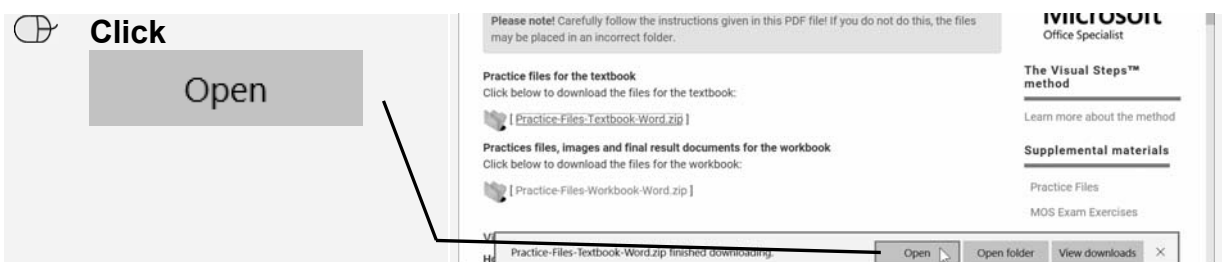 Click
Open
Please note! Carefully follow the instructions given in this PDF file! If you do not do this, the files
may be placed in an incorrect folder.
Practice files for the textbook
Click below to download the files for the textbook:
[ Practice-Files-Textbook-Word.zip ]
Practices files, images and final result documents for the workbook
Click below to download the files for the workbook:
[ Practice-Files-Workbook-Word.zip ]
Microsoft
Office Specialist
The Visual Steps™
method
Learn more about the method
Supplemental materials
Practice Files
MOS Exam Exercises
Practice-Files-Textbook-Word.zip finished downloading.
Open
Open folder
View downloads